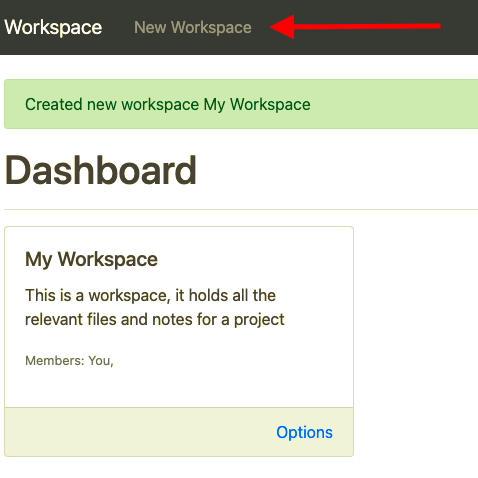 Workspace New Workspace
Created new workspace My Workspace
Dashboard
My Workspace
This is a workspace, it holds all the
relevant files and notes for a project
Members: You,
Options